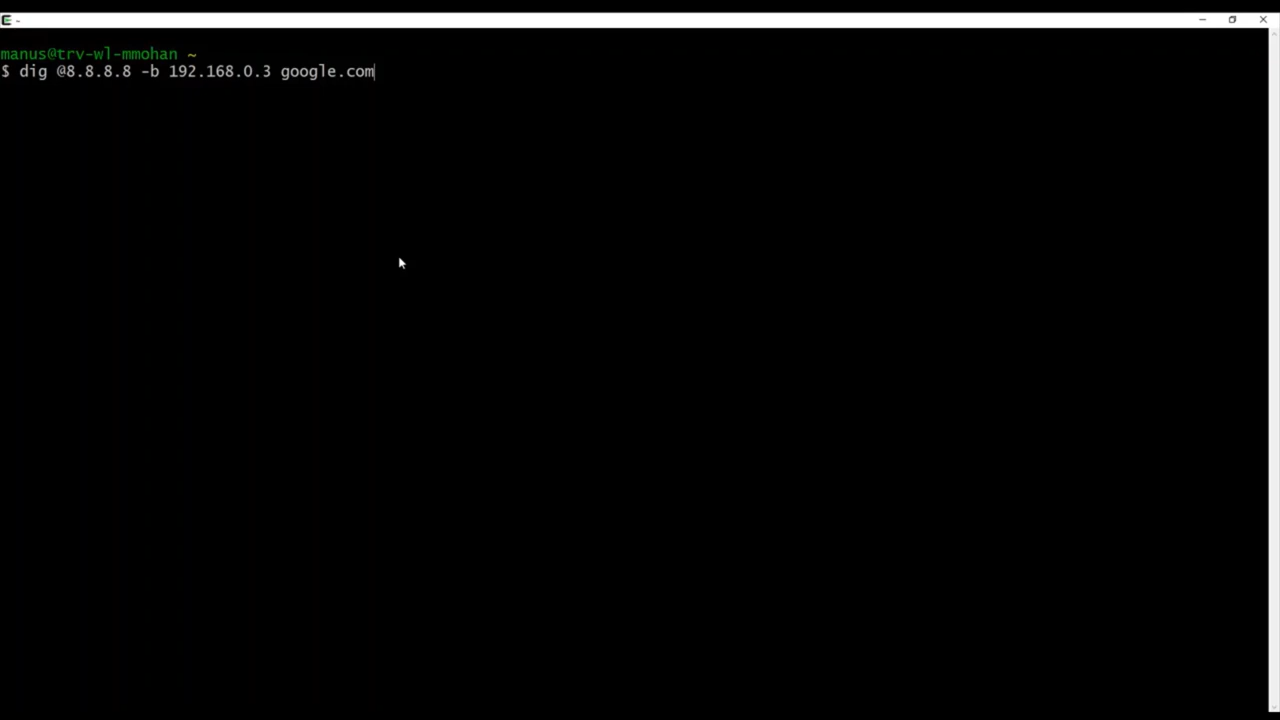 ~
manus@trv-wl-mmohan ~
$ dig @8.8.8.8 -b 192.168.0.3 google.com